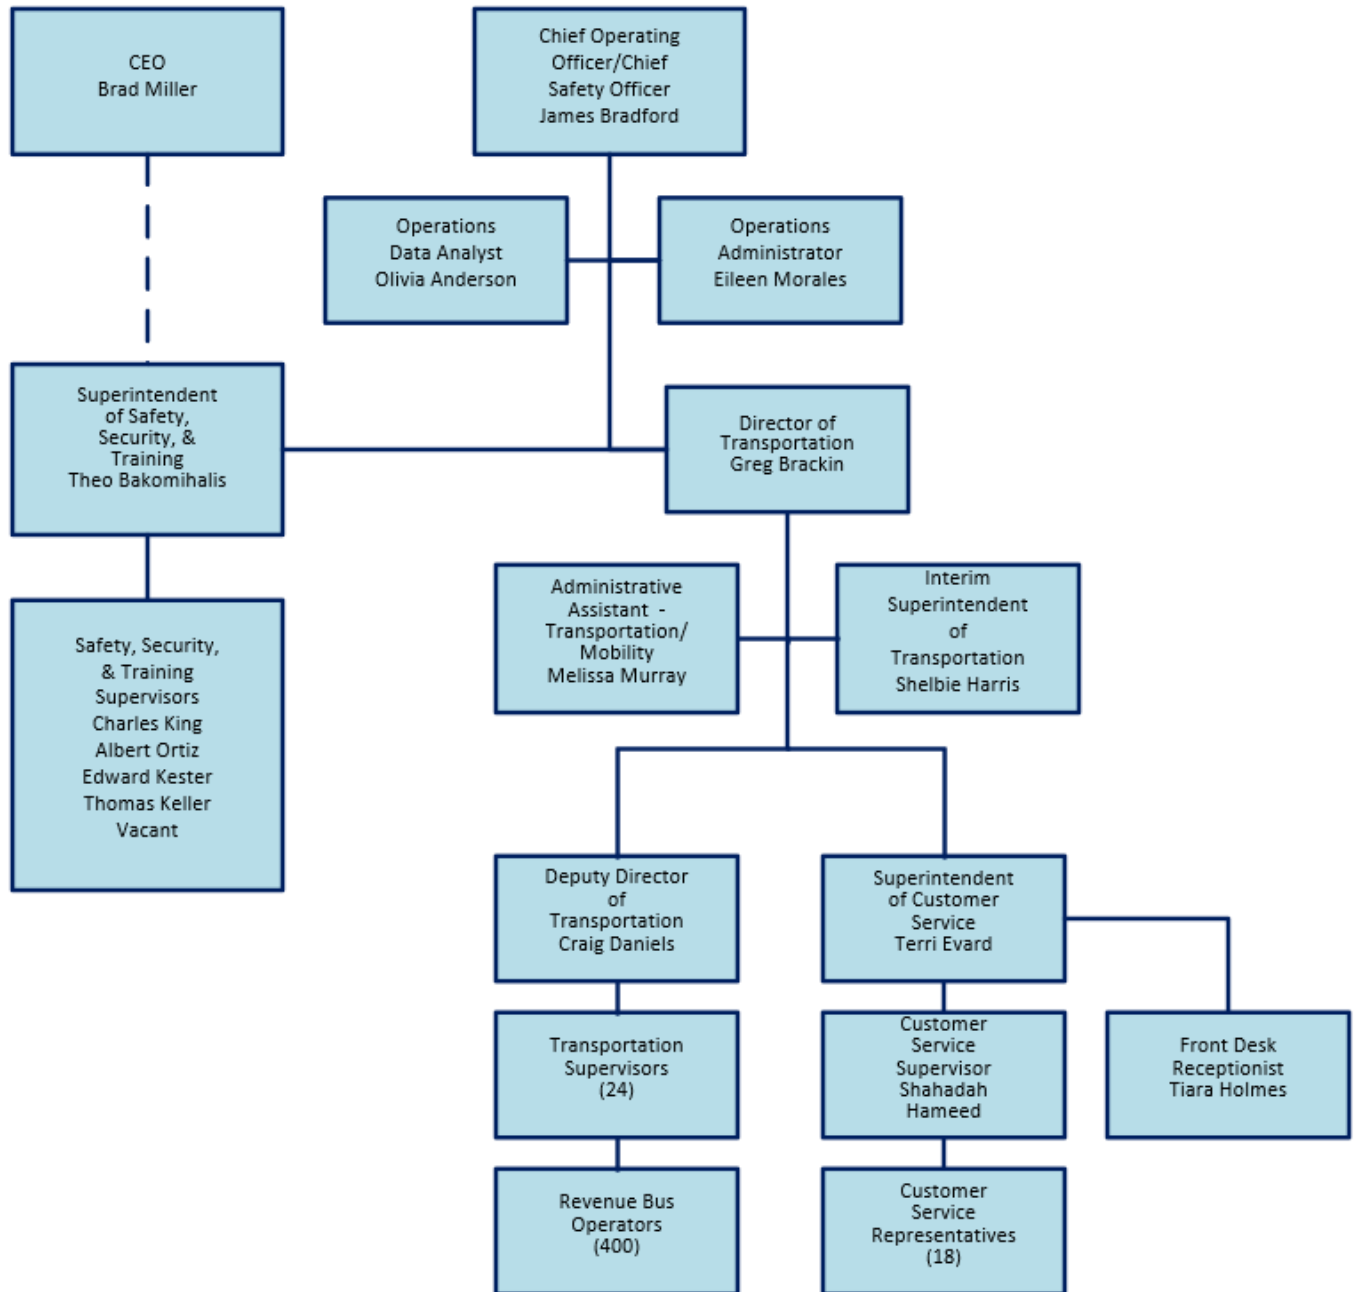 CEO
Brad Miller
Chief Operating
Officer/Chief
Safety Officer
James Bradford
Operations
Data Analyst
Olivia Anderson
Operations
Administrator
Eileen Morales
Superintendent
of Safety,
Security, &
Training
Theo Bakomihalis
Director of
Transportation
Greg Brackin
Safety, Security,
& Training
Supervisors
Charles King
Albert Ortiz
Edward Kester
Thomas Keller
Vacant
Administrative
Assistant -
Transportation/
Mobility
Melissa Murray
Interim
Superintendent
of
Transportation
Shelbie Harris
Deputy Director
of
Transportation
Craig Daniels
Superintendent
of Customer
Service
Terri Evard
Transportation
Supervisors
(24)
Customer
Service
Supervisor
Shahadah
Hameed
Front Desk
Receptionist
Tiara Holmes
Revenue Bus
Operators
(400)
Customer
Service
Representatives
(18)